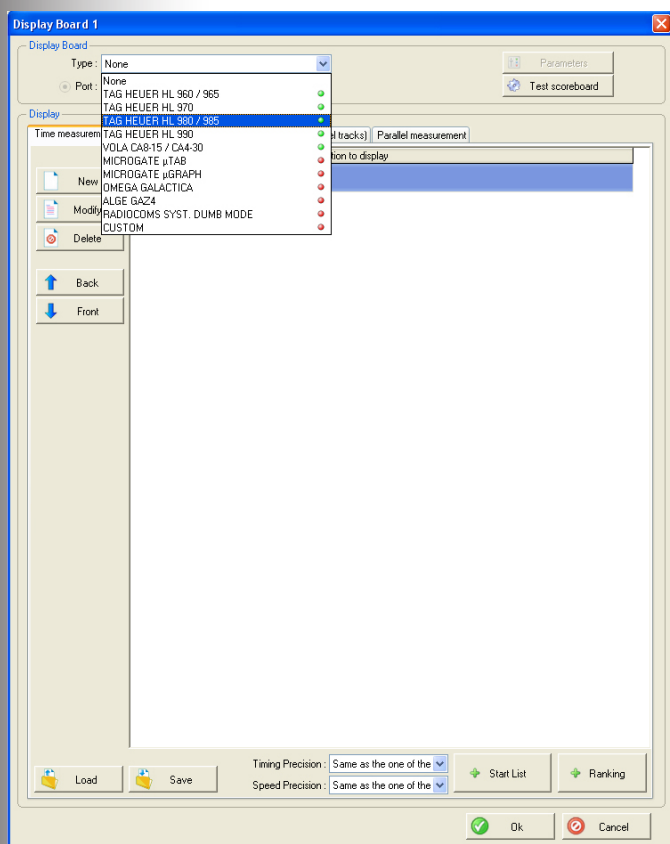 Display Board 1
Display Board
Type : None
Parameters
Port :
Test scoreboard
None
TAG HEUER HL 960 / 965
TAG HEUER HL 970
TAG HEUER HL 980 / 985
TAG HEUER HL 990
VOLA CA8-15 / CA4-30
MICROGATE µTAB
MICROGATE µGRAPH
OMEGA GALACTICA
ALGE GAZ4
RADIOCOMS SYST. DUMB MODE
CUSTOM
Display
Time measurem
el tracks)
Parallel measurement
tion to display
New
Modify
Delete
Back
Front
Load
Save
Timing Precision : Same as the one of the
Speed Precision : Same as the one of the
Start List
Ranking
Ok
Cancel